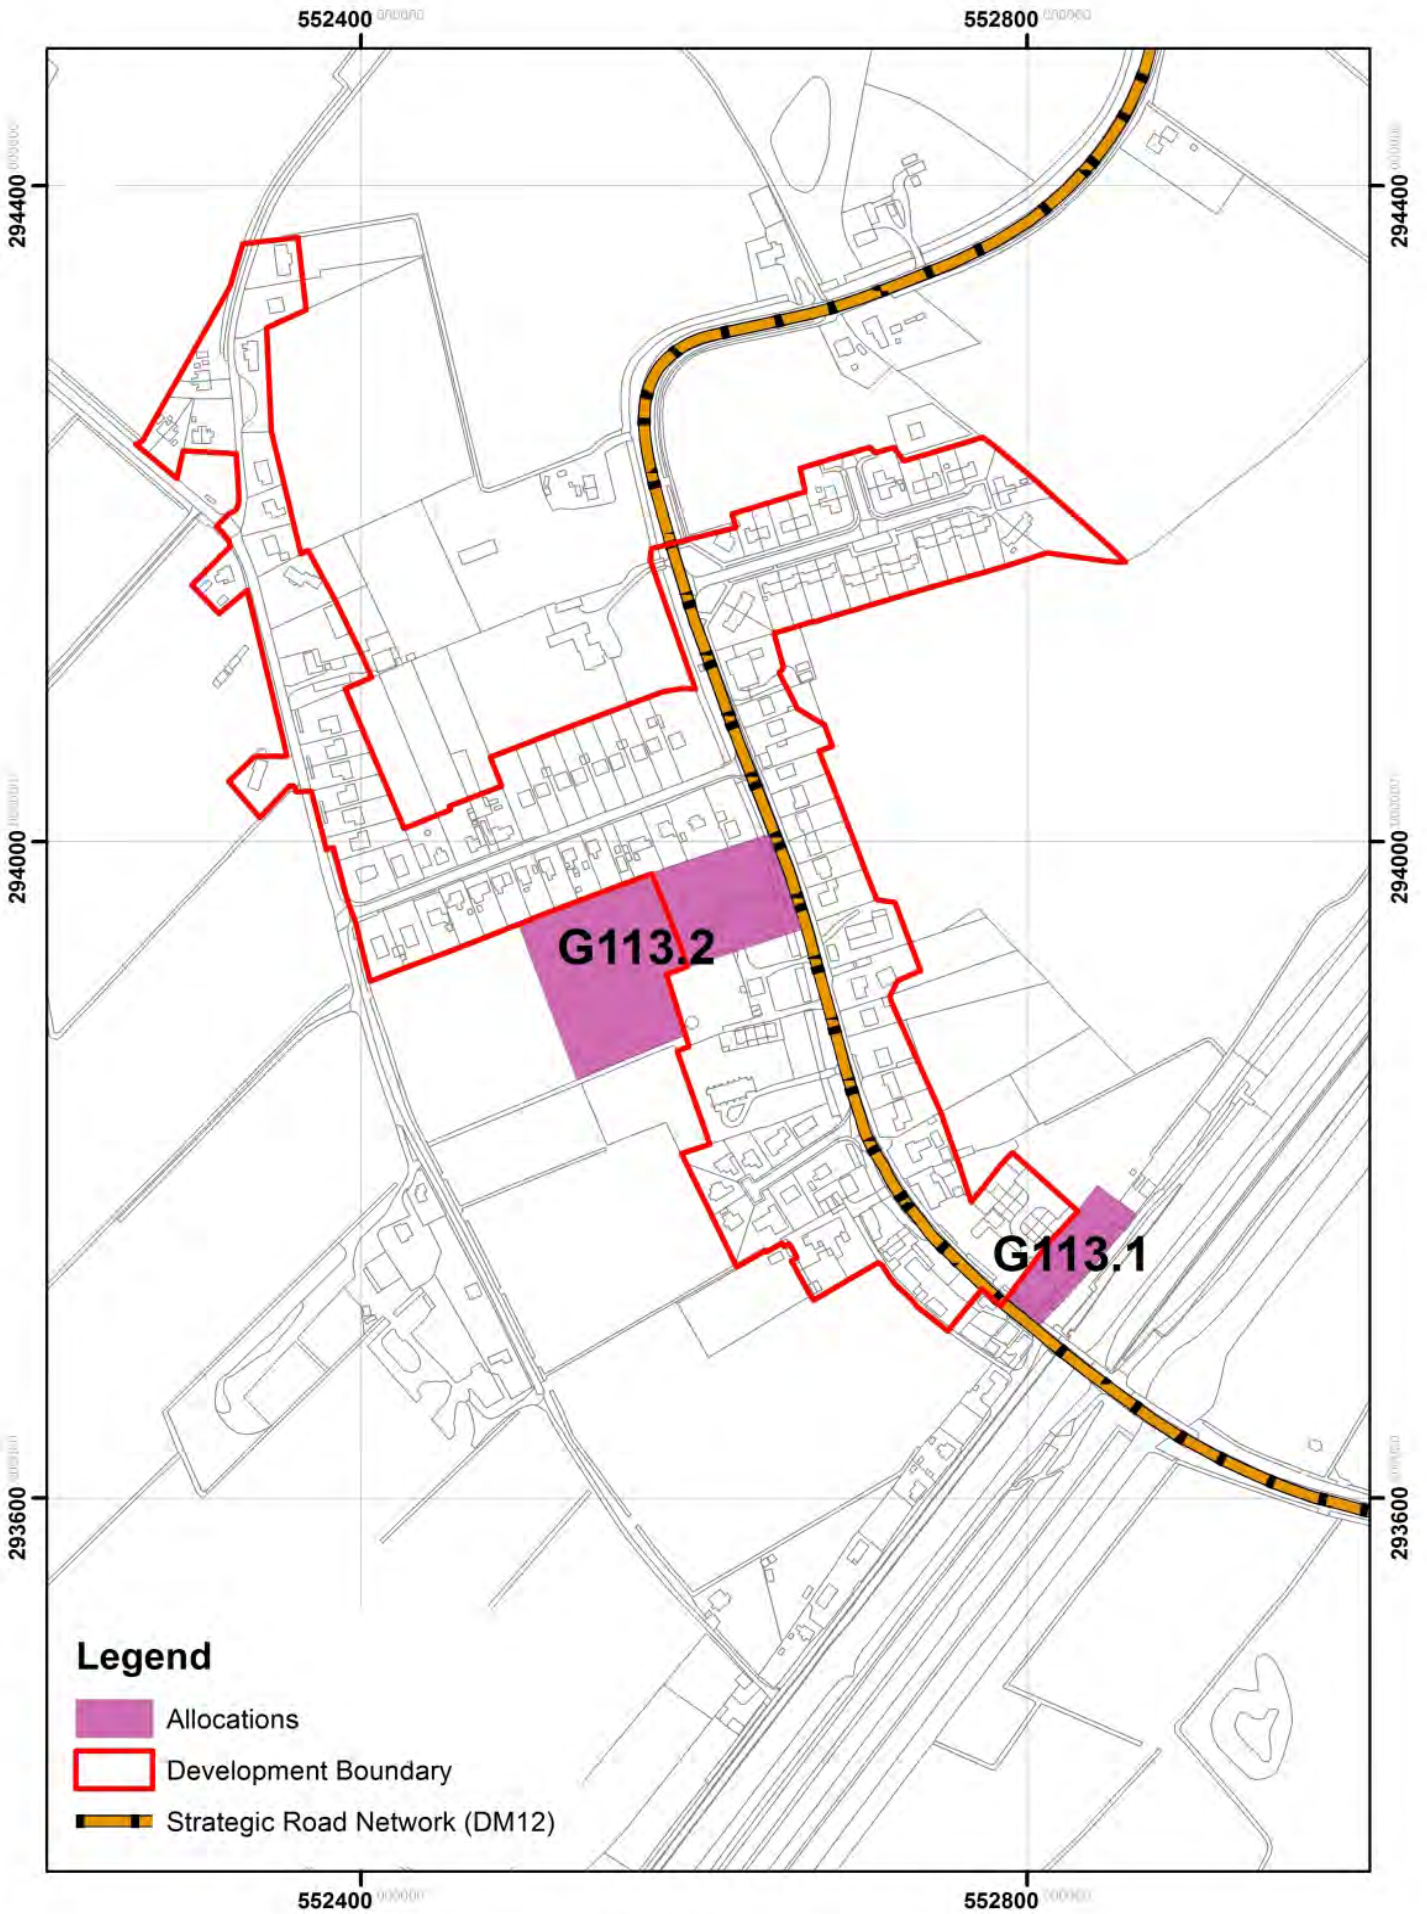 552400 552800
294400 294400
294000 294000
G113.2
G113.1
293600 293600
Legend
Allocations
Development Boundary
Strategic Road Network (DM12)
552400 552800